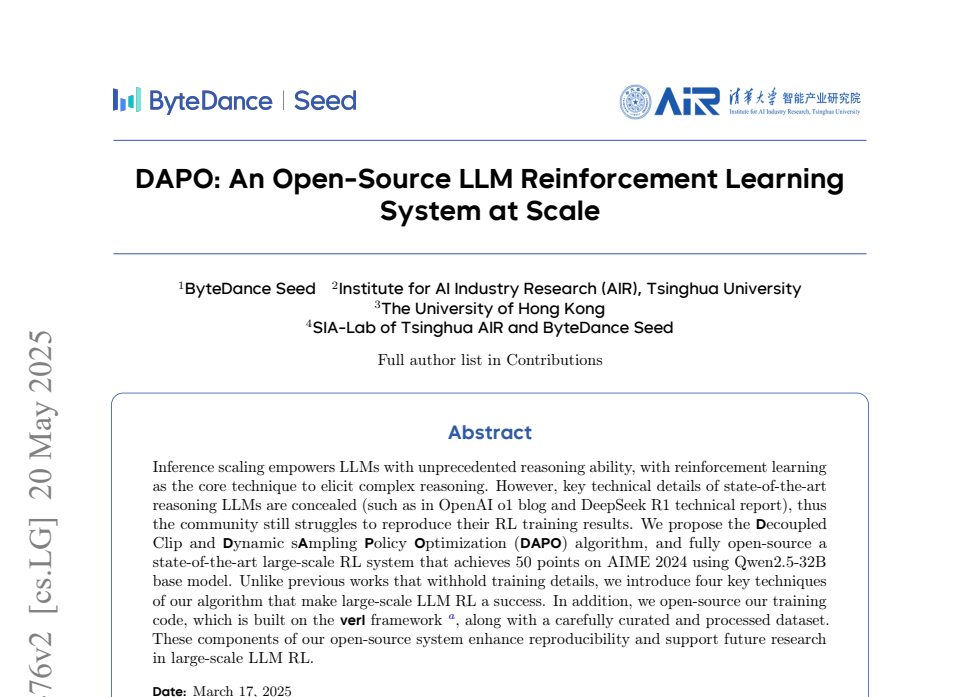 ByteDance | Seed
AIR 清华大学 智能产业研究院
Institute for AI Industry Research, Tsinghua University
DAPO: An Open-Source LLM Reinforcement Learning
System at Scale
¹ByteDance Seed ²Institute for AI Industry Research (AIR), Tsinghua University
³The University of Hong Kong
⁴SIA-Lab of Tsinghua AIR and ByteDance Seed
Full author list in Contributions
Abstract
Inference scaling empowers LLMs with unprecedented reasoning ability, with reinforcement learning
as the core technique to elicit complex reasoning. However, key technical details of state-of-the-art
reasoning LLMs are concealed (such as in OpenAI o1 blog and DeepSeek R1 technical report), thus
the community still struggles to reproduce their RL training results. We propose the Decoupled
Clip and Dynamic sAmpling Policy Optimization (DAPO) algorithm, and fully open-source a
state-of-the-art large-scale RL system that achieves 50 points on AIME 2024 using Qwen2.5-32B
base model. Unlike previous works that withhold training details, we introduce four key techniques
of our algorithm that make large-scale LLM RL a success. In addition, we open-source our training
code, which is built on the verl framework ᵃ, along with a carefully curated and processed dataset.
These components of our open-source system enhance reproducibility and support future research
in large-scale LLM RL.
Date: March 17, 2025
76v2 [cs.LG] 20 May 2025